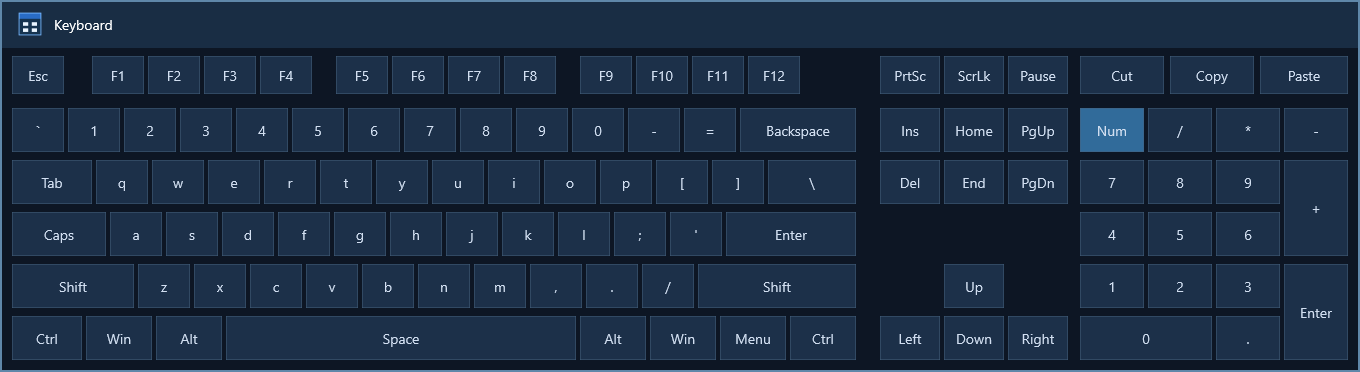 Keyboard
Esc F1 F2 F3 F4 F5 F6 F7 F8 F9 F10 F11 F12 PrtSc ScrLk Pause Cut Copy Paste
` 1 2 3 4 5 6 7 8 9 0 - = Backspace Ins Home PgUp Num / * -
Tab q w e r t y u i o p [ ] \ Del End PgDn 7 8 9 +
Caps a s d f g h j k l ; ' Enter 4 5 6
Shift z x c v b n m , . / Shift Up 1 2 3 Enter
Ctrl Win Alt Space Alt Win Menu Ctrl Left Down Right 0 .